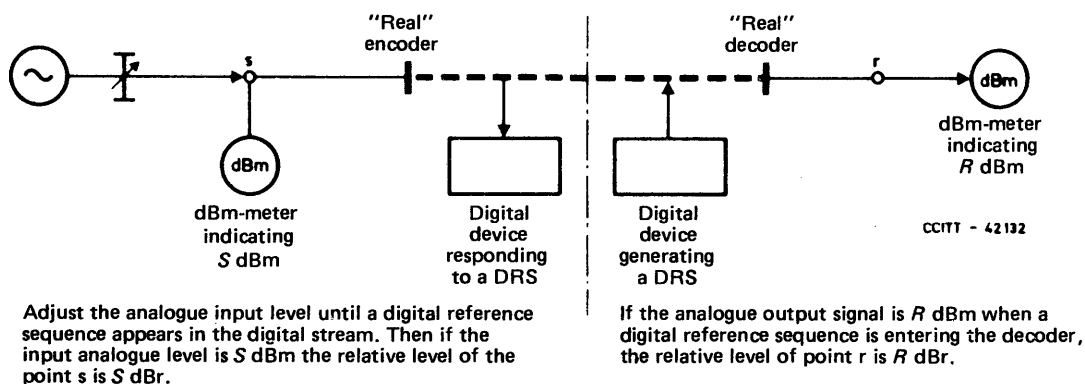 "Real"
encoder
"Real"
decoder
s
r
dBm
dBm
dBm-meter
indicating
S dBm
Digital
device
responding
to a DRS
Digital
device
generating
a DRS
dBm-meter
indicating
R dBm
CCITT - 42132
Adjust the analogue input level until a digital reference
sequence appears in the digital stream. Then if the
input analogue level is S dBm the relative level of the
point s is S dBr.
If the analogue output signal is R dBm when a
digital reference sequence is entering the decoder,
the relative level of point r is R dBr.